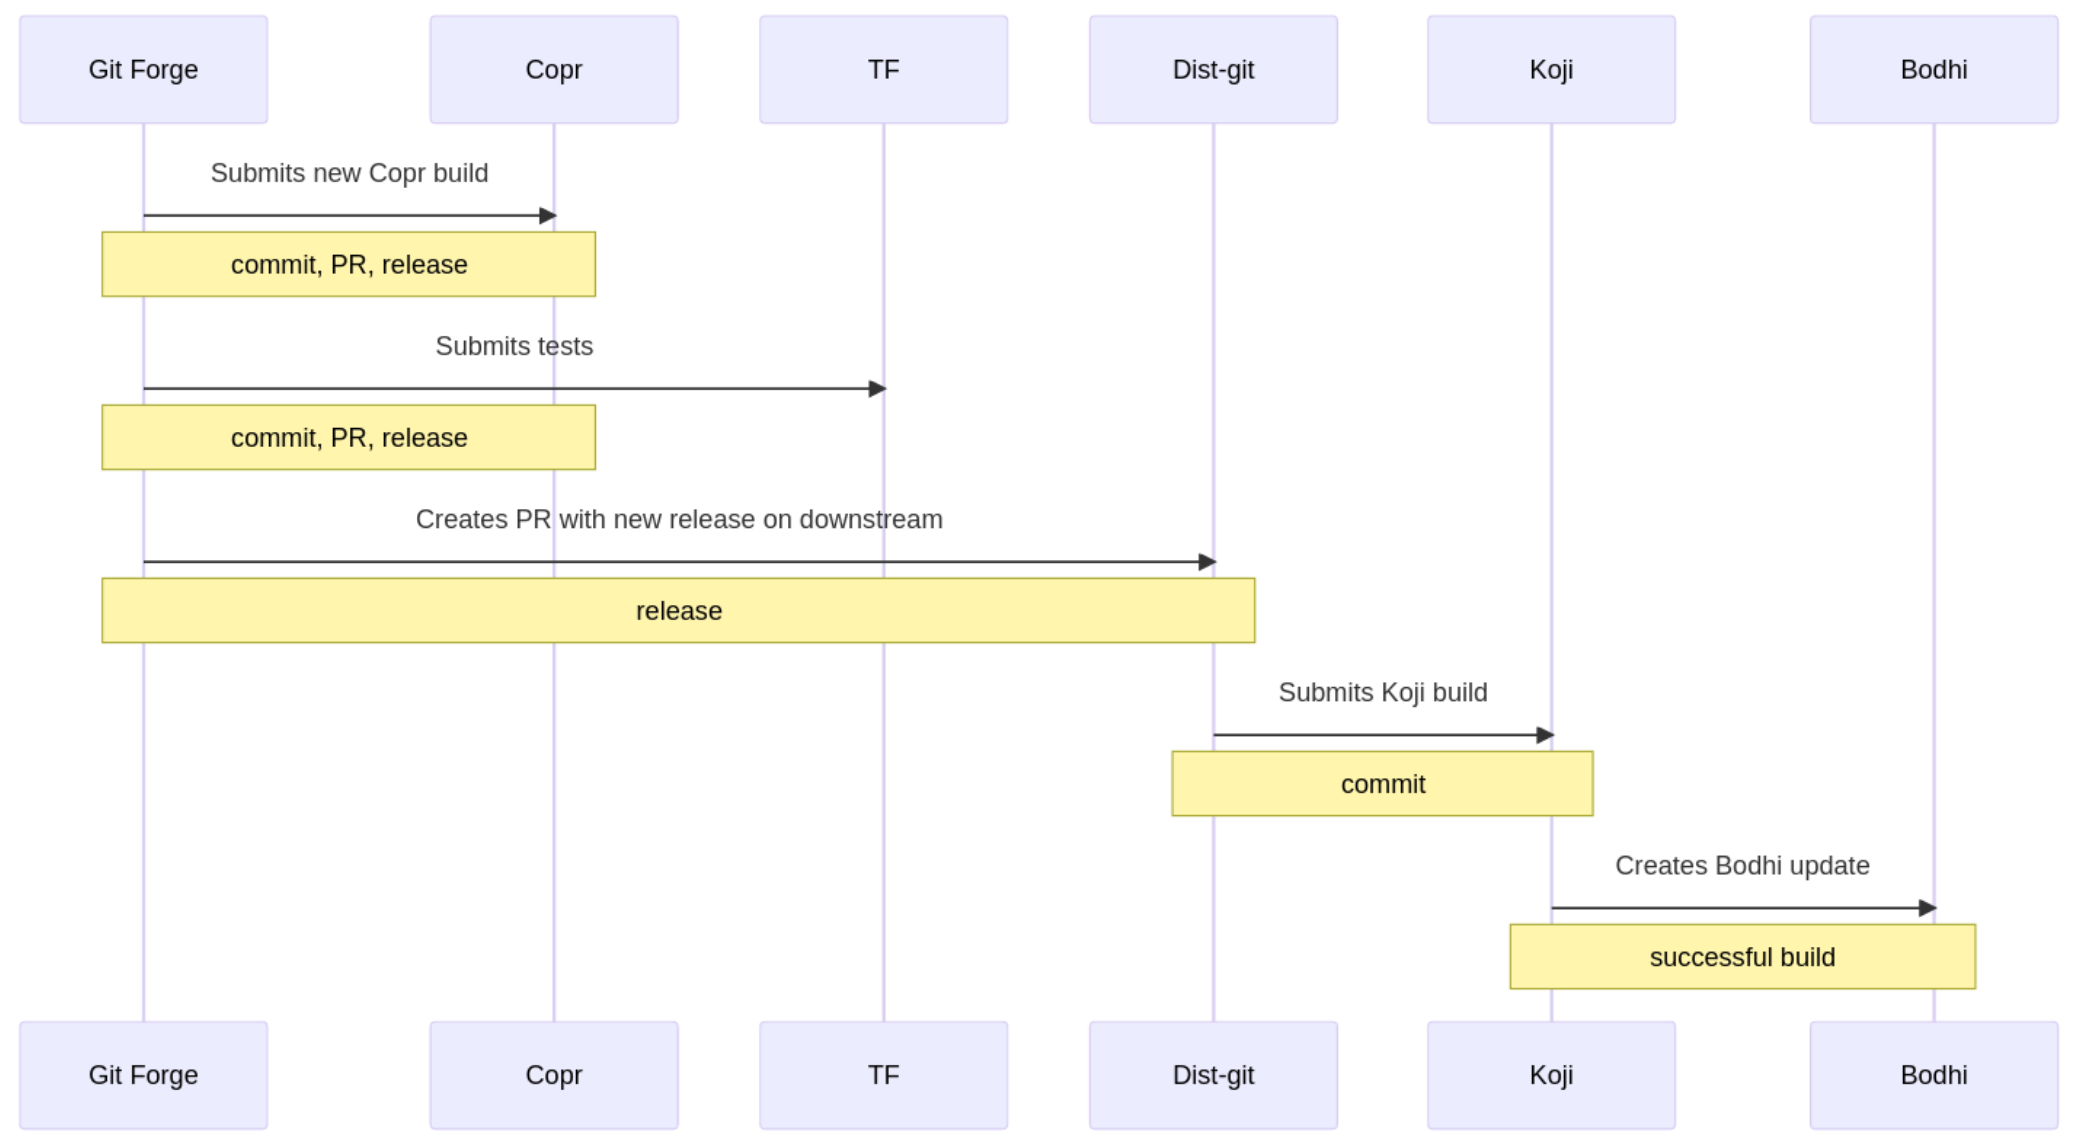 Git Forge
Copr
TF
Dist-git
Koji
Bodhi
Submits new Copr build
commit, PR, release
Submits tests
commit, PR, release
Creates PR with new release on downstream
release
Submits Koji build
commit
Creates Bodhi update
successful build
Git Forge
Copr
TF
Dist-git
Koji
Bodhi